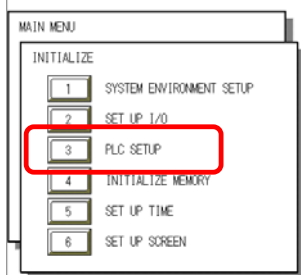 MAIN MENU
INITIALIZE
1 SYSTEM ENVIRONMENT SETUP
2 SET UP I/O
3 PLC SETUP
4 INITIALIZE MEMORY
5 SET UP TIME
6 SET UP SCREEN